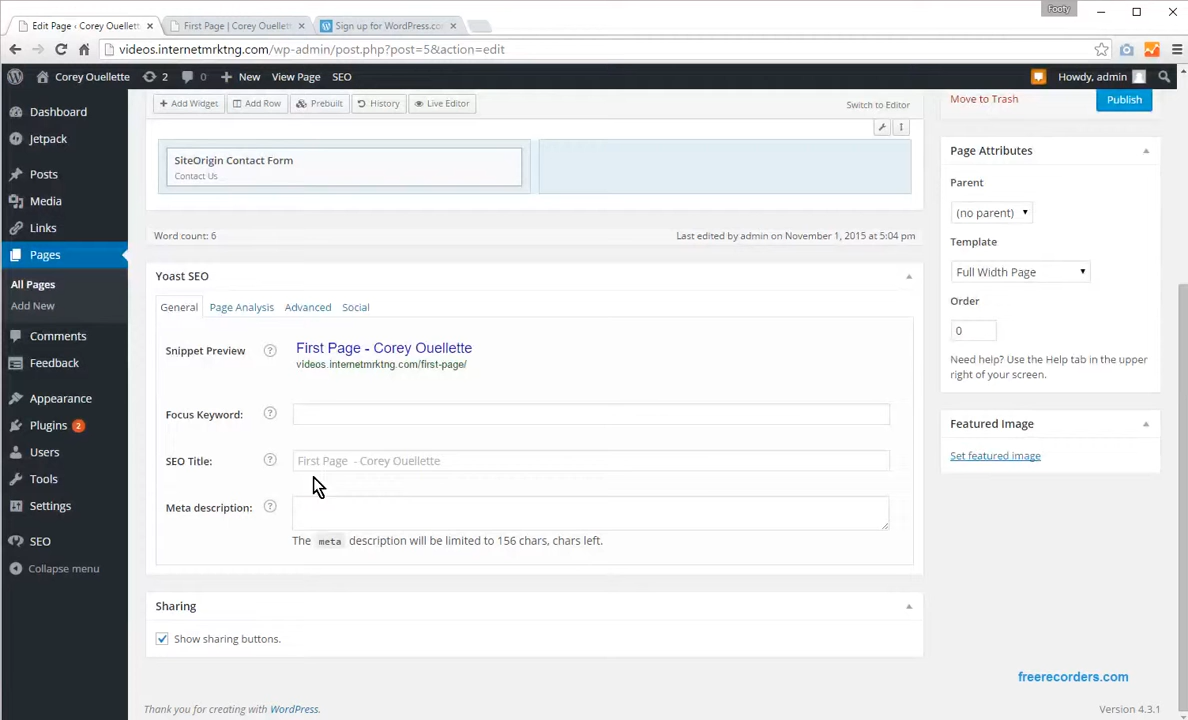 Footy
Edit Page ‹ Corey Ouellett
First Page | Corey Ouellette
Sign up for WordPress.co
videos.internetmrktng.com/wp-admin/post.php?post=5&action=edit
Corey Ouellette 2 0 New View Page SEO Howdy, admin
Dashboard
Jetpack
Posts
Media
Links
Pages
All Pages
Add New
Comments
Feedback
Appearance
Plugins 2
Users
Tools
Settings
SEO
Collapse menu
Add Widget Add Row Prebuilt History Live Editor Switch to Editor
SiteOrigin Contact Form
Contact Us
Word count: 6 Last edited by admin on November 1, 2015 at 5:04 pm
Yoast SEO
General Page Analysis Advanced Social
Snippet Preview ? First Page - Corey Ouellette
videos.internetmrktng.com/first-page/
Focus Keyword: ?
SEO Title: ? First Page - Corey Ouellette
Meta description: ?
The meta description will be limited to 156 chars, chars left.
Sharing
Show sharing buttons.
Thank you for creating with WordPress.
Move to Trash Publish
Page Attributes
Parent
(no parent)
Template
Full Width Page
Order
0
Need help? Use the Help tab in the upper
right of your screen.
Featured Image
Set featured image
freerecorders.com
Version 4.3.1